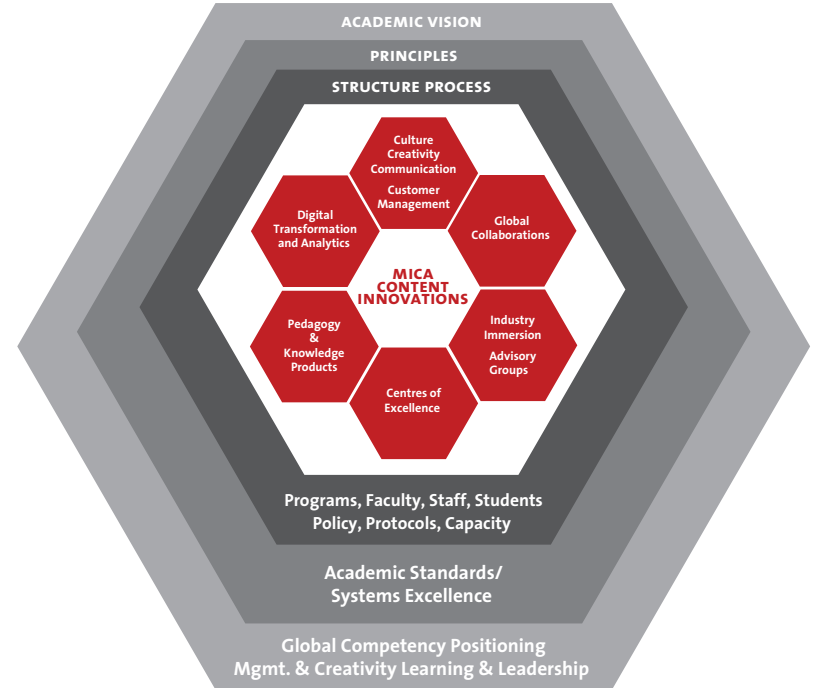 ACADEMIC VISION
PRINCIPLES
STRUCTURE PROCESS
Culture
Creativity
Communication
Customer
Management
Digital
Transformation
and Analytics
Global
Collaborations
MICA
CONTENT
INNOVATIONS
Pedagogy
&
Knowledge
Products
Industry
Immersion
Advisory
Groups
Centres of
Excellence
Programs, Faculty, Staff, Students
Policy, Protocols, Capacity
Academic Standards/
Systems Excellence
Global Competency Positioning
Mgmt. & Creativity Learning & Leadership